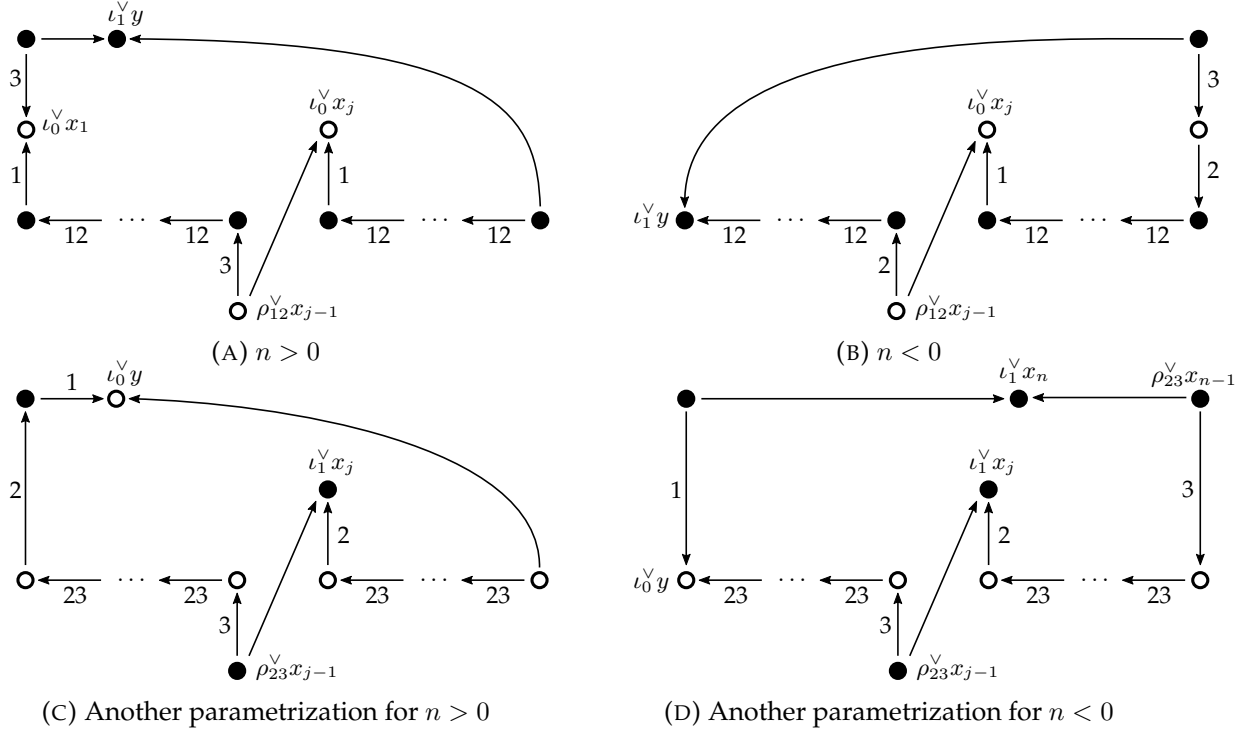 ι₁^∨ y
3
3
ι₀^∨ x₁
ι₀^∨ x_j
ι₀^∨ x_j
1
1
1
2
12 ⋯ 12
12 ⋯ 12
ι₁^∨ y
12 ⋯ 12
12 ⋯ 12
3
2
ρ₁₂^∨ x_{j−1}
ρ₁₂^∨ x_{j−1}
(A) n > 0
(B) n < 0
1
ι₀^∨ y
ι₁^∨ x_n
ρ₂₃^∨ x_{n−1}
2
ι₁^∨ x_j
2
1
ι₁^∨ x_j
2
3
23 ⋯ 23
23 ⋯ 23
ι₀^∨ y
23 ⋯ 23
23 ⋯ 23
3
3
ρ₂₃^∨ x_{j−1}
ρ₂₃^∨ x_{j−1}
(C) Another parametrization for n > 0
(D) Another parametrization for n < 0